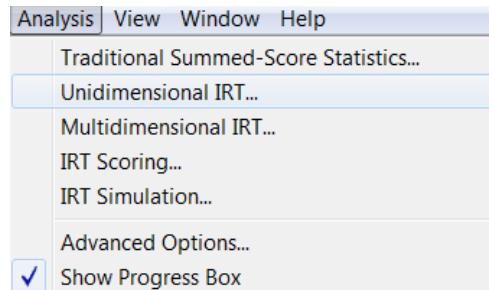 Analysis View Window Help
Traditional Summed-Score Statistics...
Unidimensional IRT...
Multidimensional IRT...
IRT Scoring...
IRT Simulation...
Advanced Options...
Show Progress Box